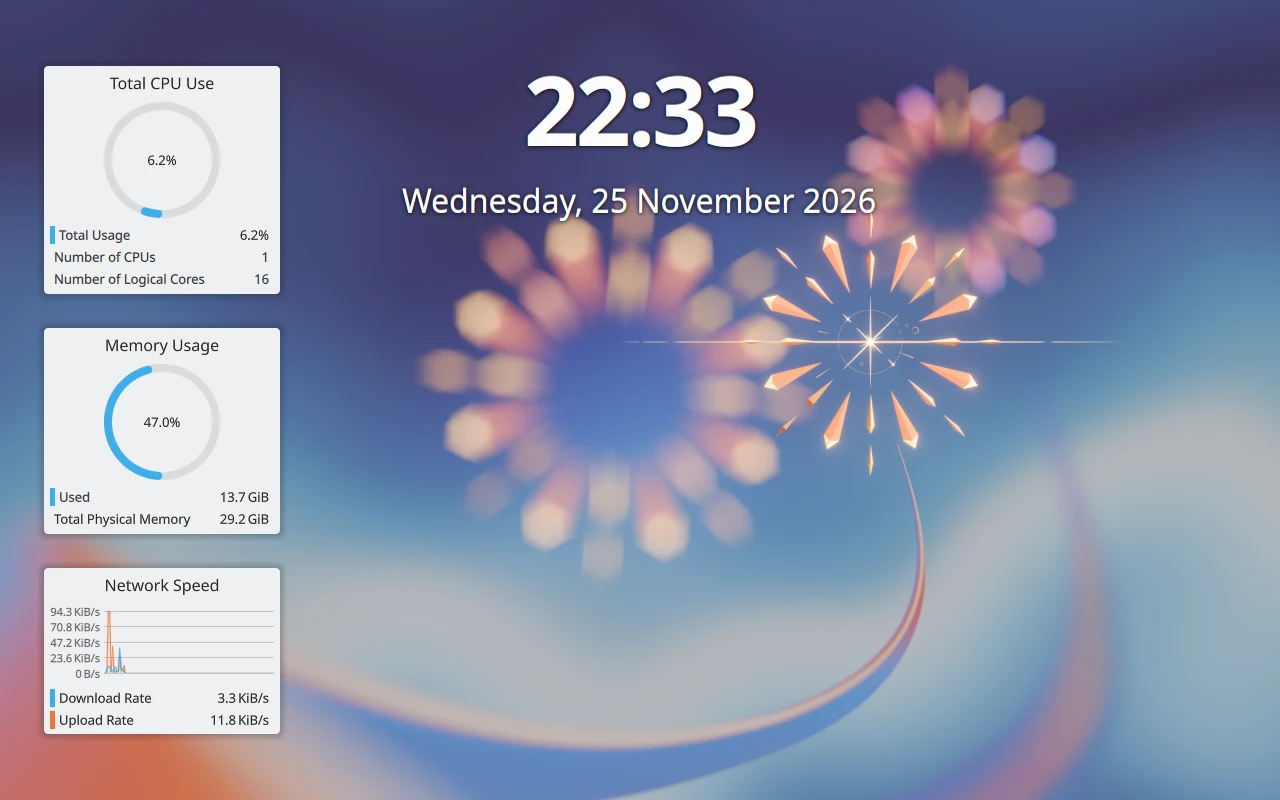 Total CPU Use
6.2%
Total Usage 6.2%
Number of CPUs 1
Number of Logical Cores 16
Memory Usage
47.0%
Used 13.7 GiB
Total Physical Memory 29.2 GiB
Network Speed
94.3 KiB/s
70.8 KiB/s
47.2 KiB/s
23.6 KiB/s
0 B/s
Download Rate 3.3 KiB/s
Upload Rate 11.8 KiB/s
22:33
Wednesday, 25 November 2026